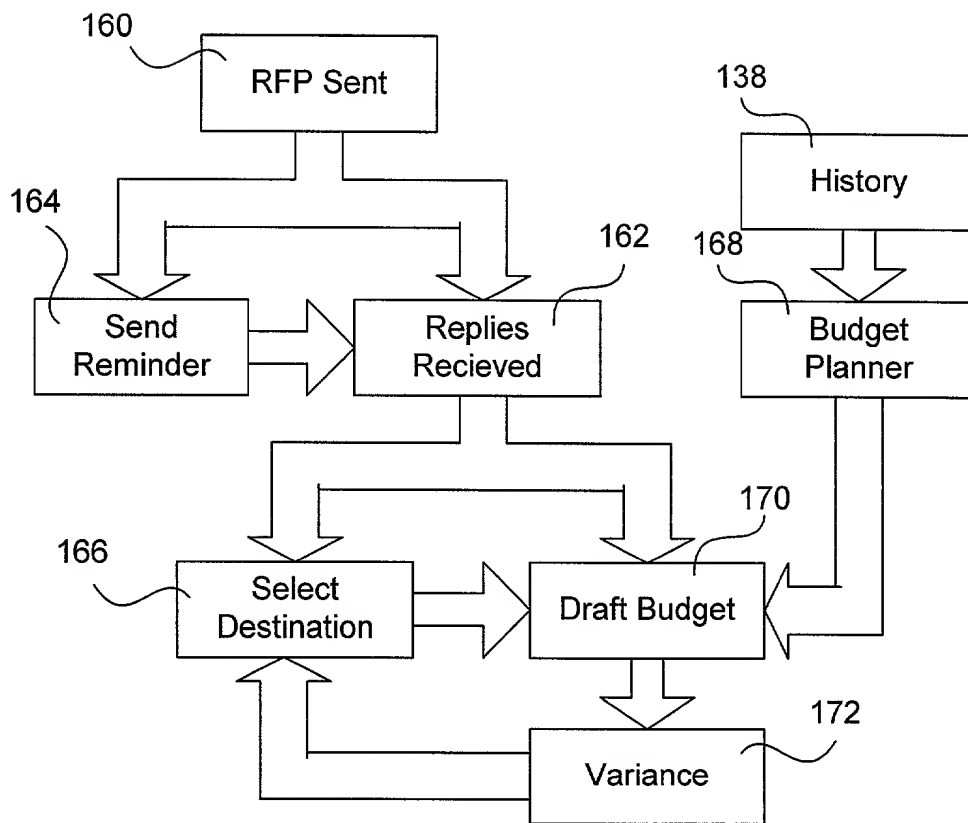 160
RFP Sent
138
History
164
Send
Reminder
162
Replies
Recieved
168
Budget
Planner
166
Select
Destination
170
Draft Budget
172
Variance